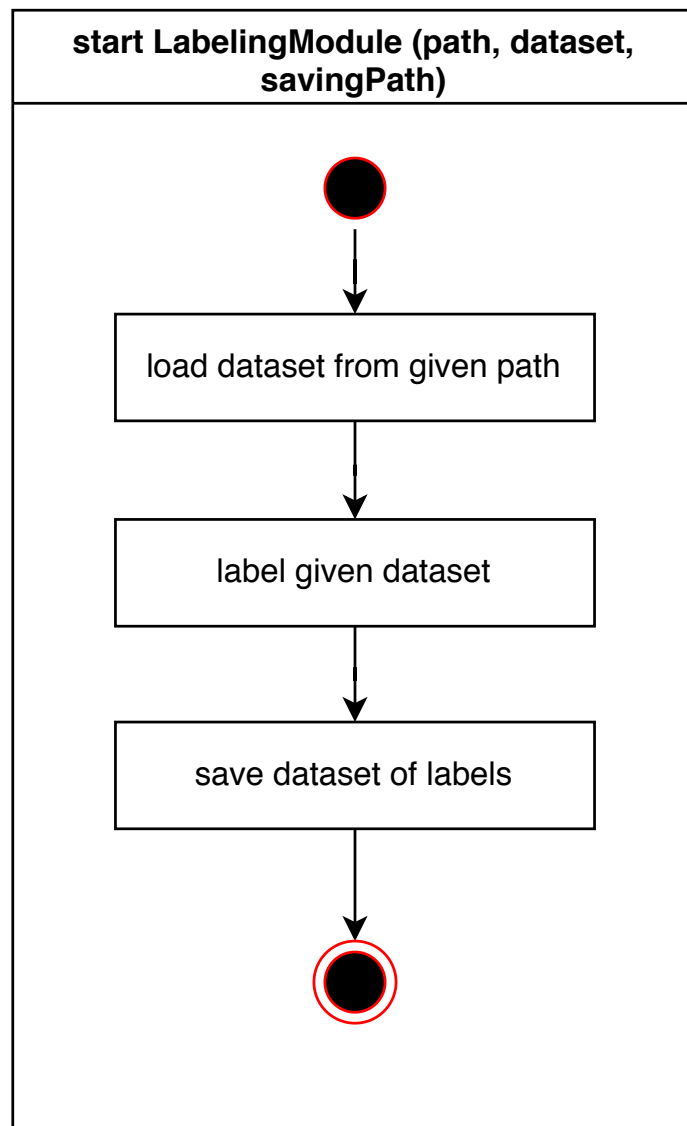 start LabelingModule (path, dataset,
savingPath)
load dataset from given path
label given dataset
save dataset of labels